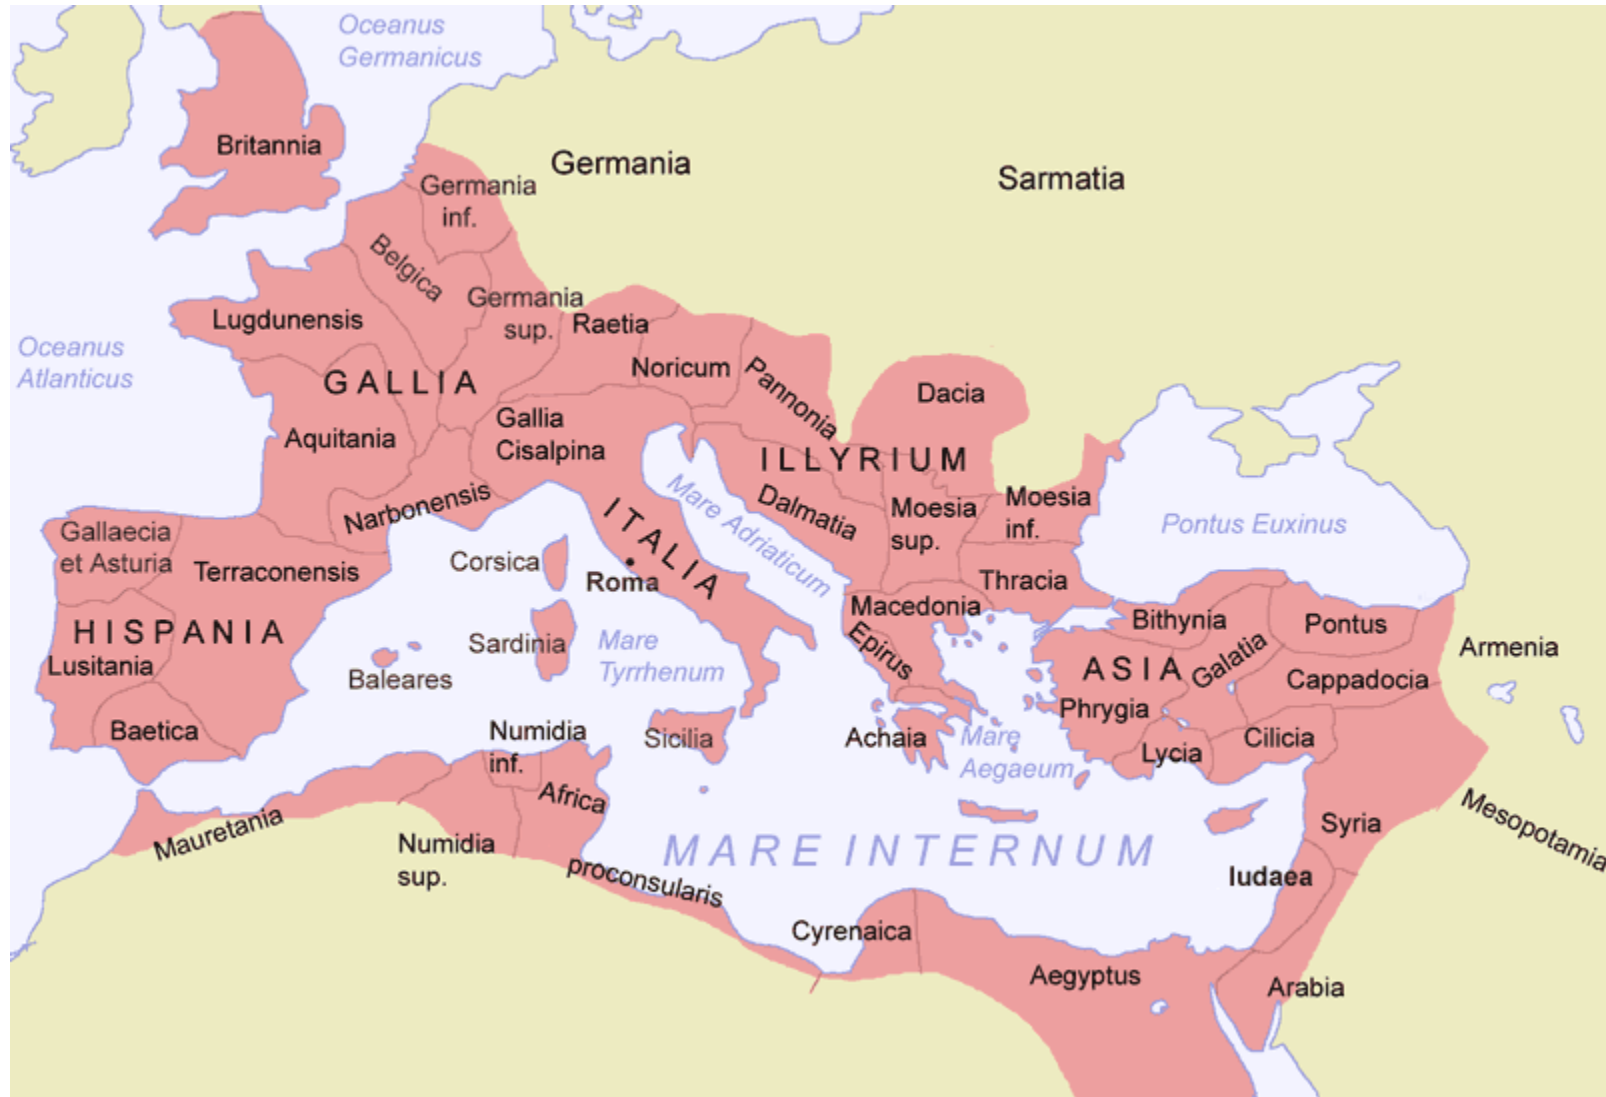 Oceanus
Germanicus
Britannia
Germania
Sarmatia
Germania
inf.
Belgica
Germania
sup.
Lugdunensis
Raetia
Oceanus
Atlanticus
Noricum
Pannonia
Dacia
GALLIA
Gallia
Cisalpina
Aquitania
ILLYRIUM
Narbonensis
Mare Adriaticum
Dalmatia
Moesia
sup.
Moesia
inf.
Pontus Euxinus
Gallaecia
et Asturia
Terraconensis
Corsica
ITALIA
Roma
Thracia
Macedonia
Bithynia
Pontus
HISPANIA
Lusitania
Sardinia
Mare
Tyrrhenum
Epirus
ASIA
Galatia
Armenia
Baleares
Cappadocia
Phrygia
Baetica
Numidia
inf.
Sicilia
Achaia
Mare
Aegaeum
Lycia
Cilicia
Africa
Mauretania
Numidia
sup.
proconsularis
MARE INTERNUM
Syria
Mesopotamia
Iudaea
Cyrenaica
Aegyptus
Arabia